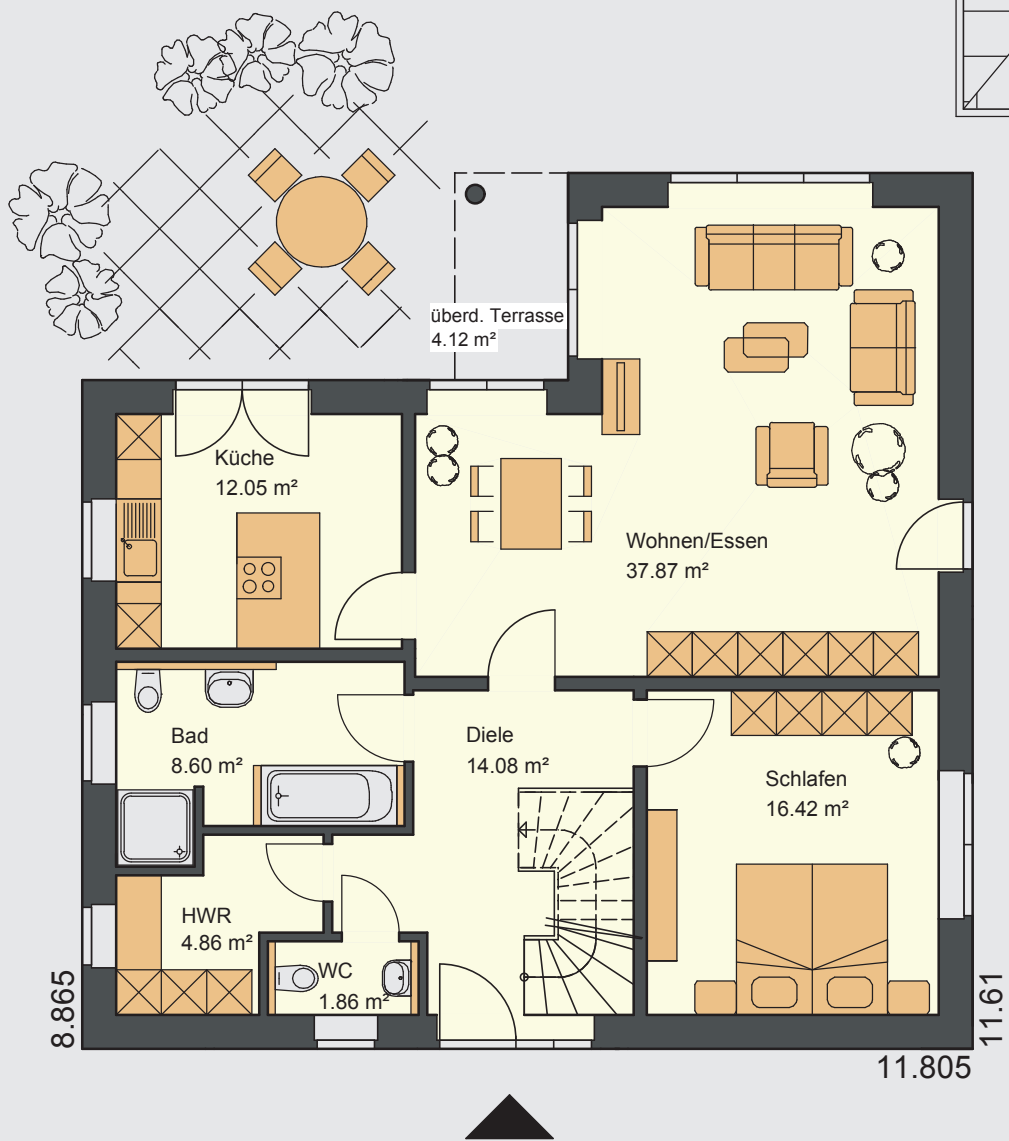 überd. Terrasse
4.12 m²
Küche
12.05 m²
Wohnen/Essen
37.87 m²
Bad
8.60 m²
Diele
14.08 m²
Schlafen
16.42 m²
HWR
4.86 m²
WC
1.86 m²
8.865
11.61
11.805